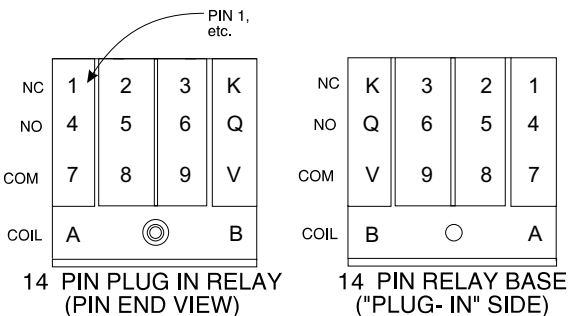 PIN 1,
etc.
NC 1 2 3 K
NO 4 5 6 Q
COM 7 8 9 V
COIL A B
14 PIN PLUG IN RELAY
(PIN END VIEW)
NC K 3 2 1
NO Q 6 5 4
COM V 9 8 7
COIL B A
14 PIN RELAY BASE
("PLUG- IN" SIDE)